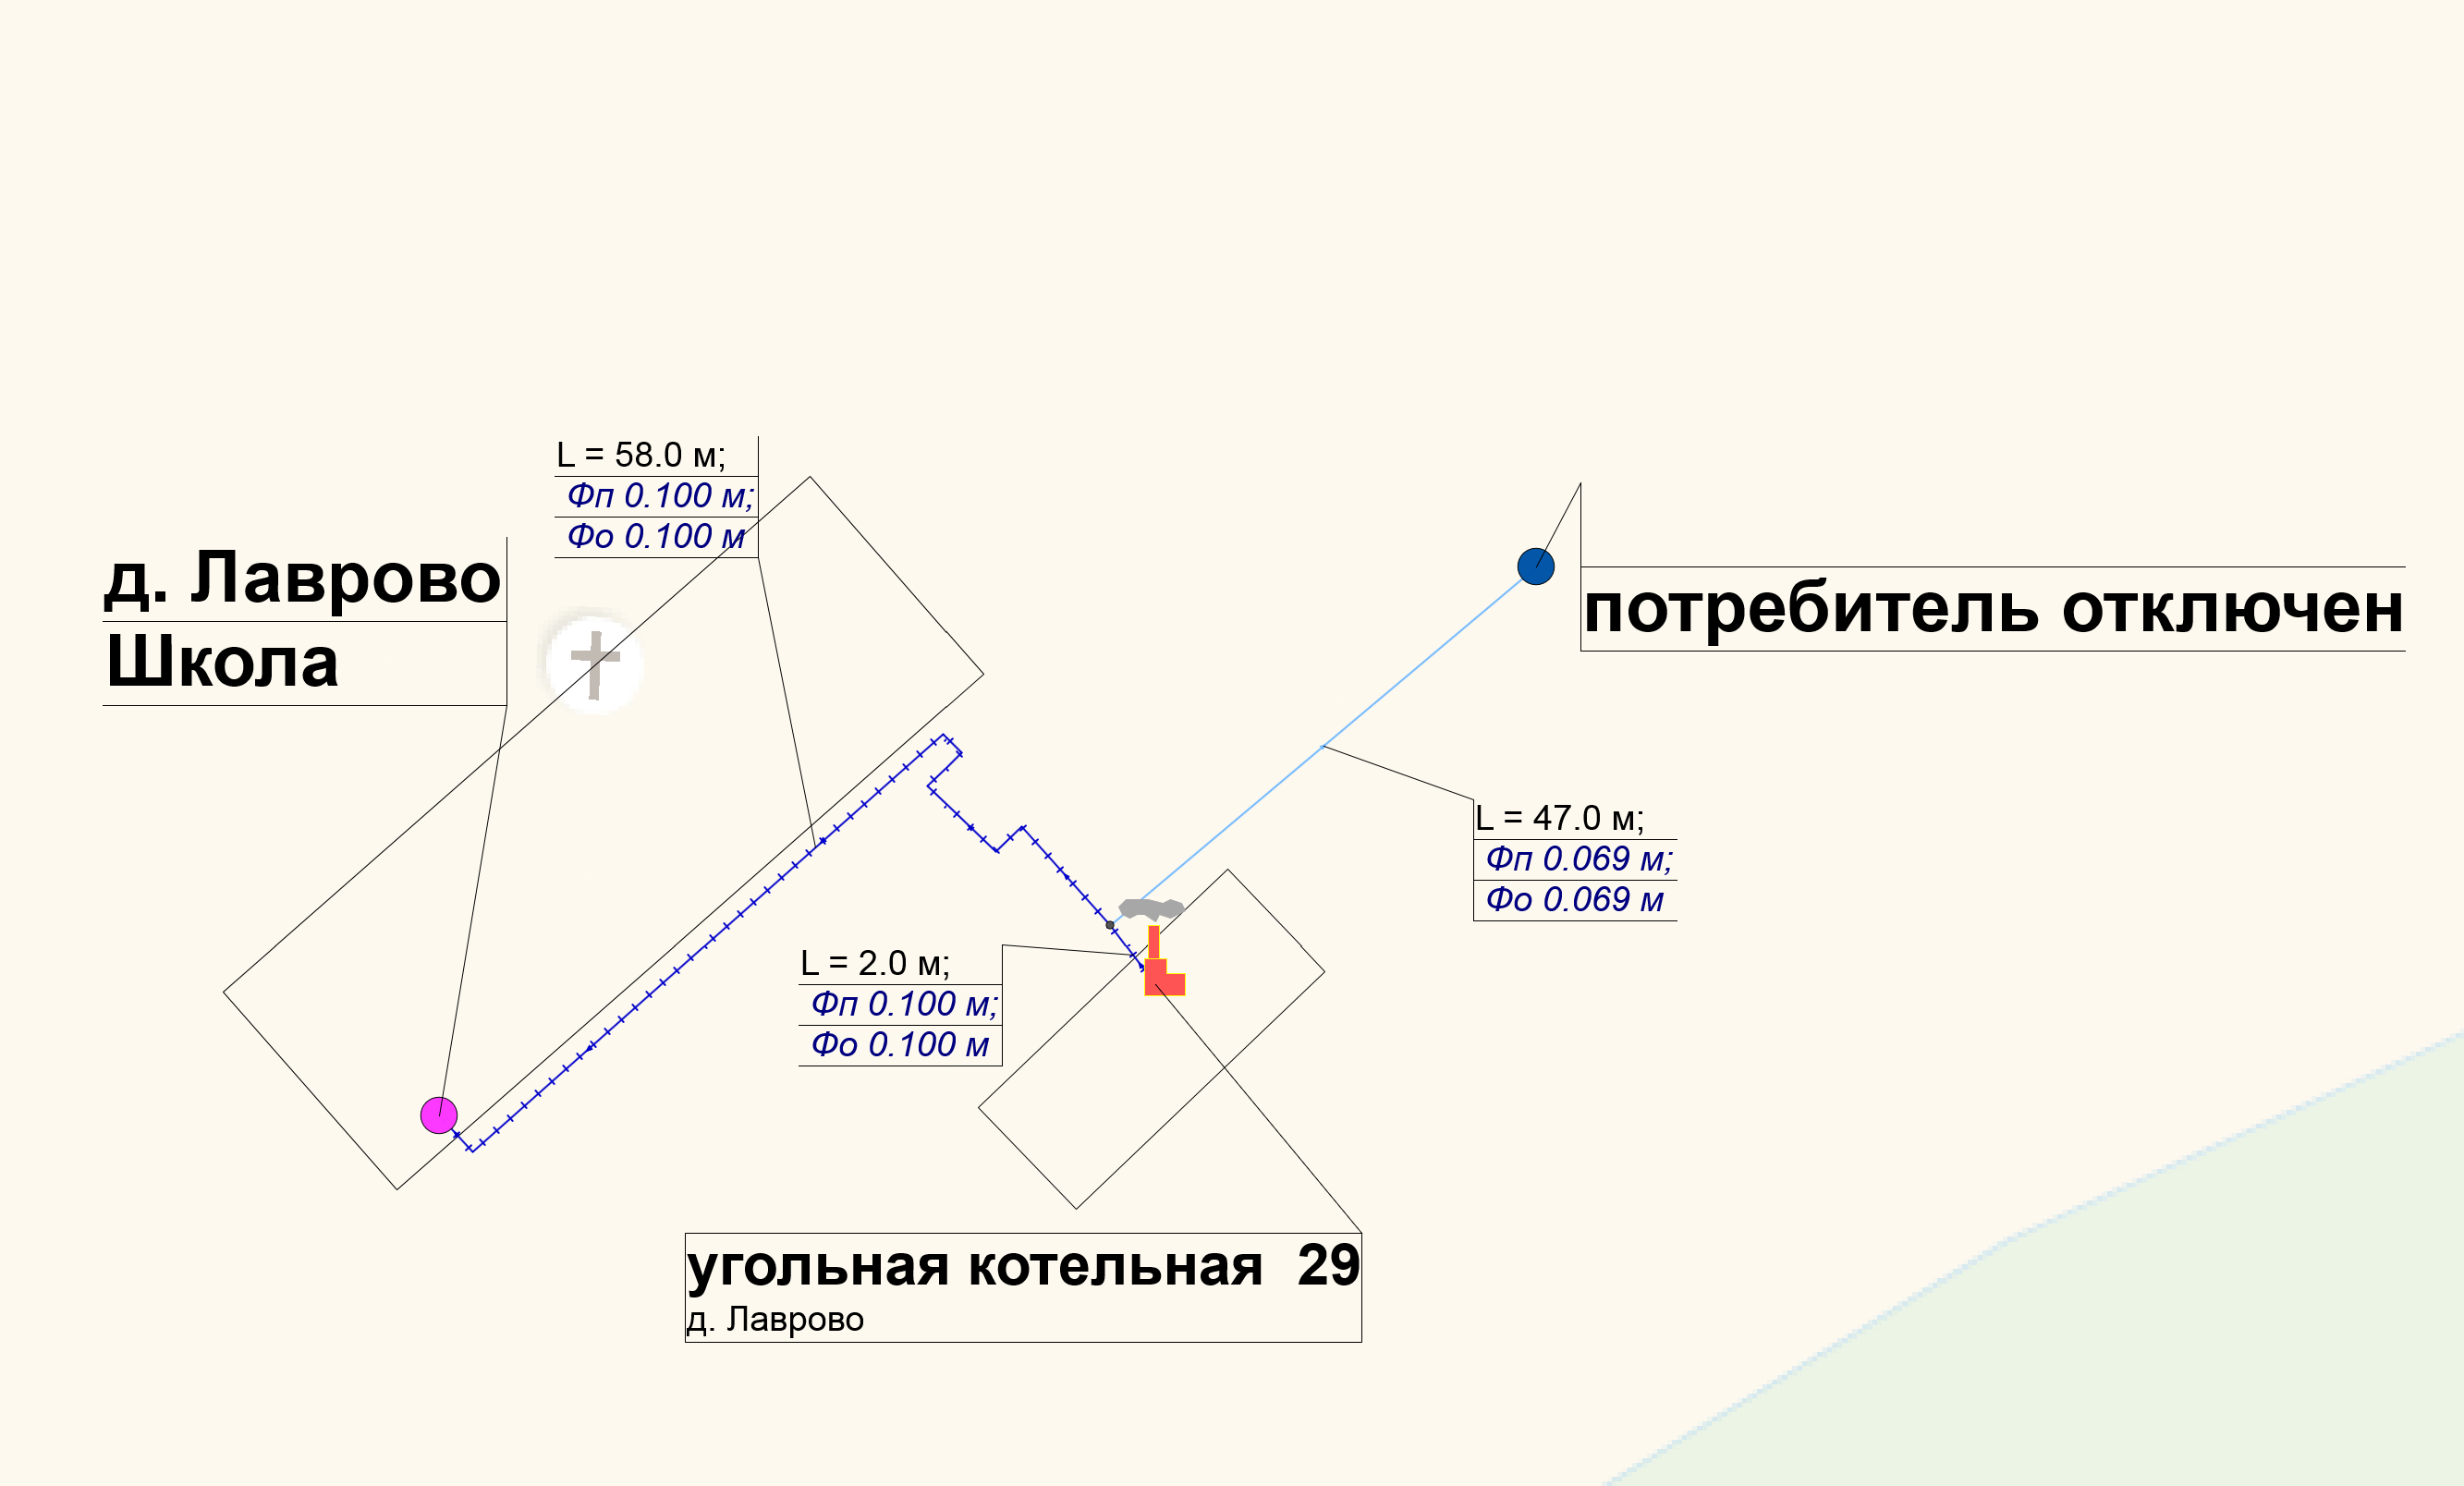 L = 58.0 м;
Фп 0.100 м;
Фо 0.100 м
д. Лаврово
Школа
потребитель отключен
L = 47.0 м;
Фп 0.069 м;
Фо 0.069 м
L = 2.0 м;
Фп 0.100 м;
Фо 0.100 м
угольная котельная  29
д. Лаврово